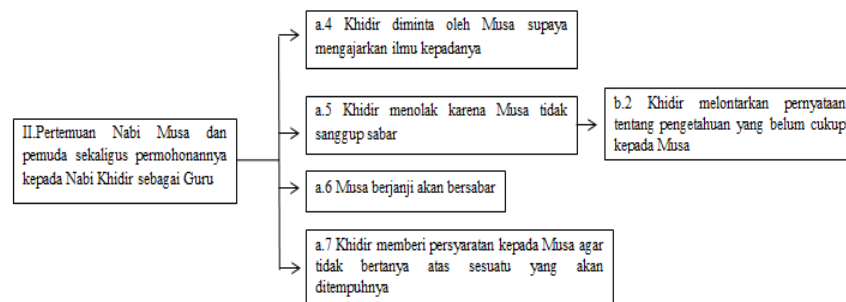 II.Pertemuan Nabi Musa dan
pemuda sekaligus permohonannya
kepada Nabi Khidir sebagai Guru
a.4 Khidir diminta oleh Musa supaya
mengajarkan ilmu kepadanya
a.5 Khidir menolak karena Musa tidak
sanggup sabar
b.2 Khidir melontarkan pernyataan
tentang pengetahuan yang belum cukup
kepada Musa
a.6 Musa berjanji akan bersabar
a.7 Khidir memberi persyaratan kepada Musa agar
tidak bertanya atas sesuatu yang akan
ditempuhnya